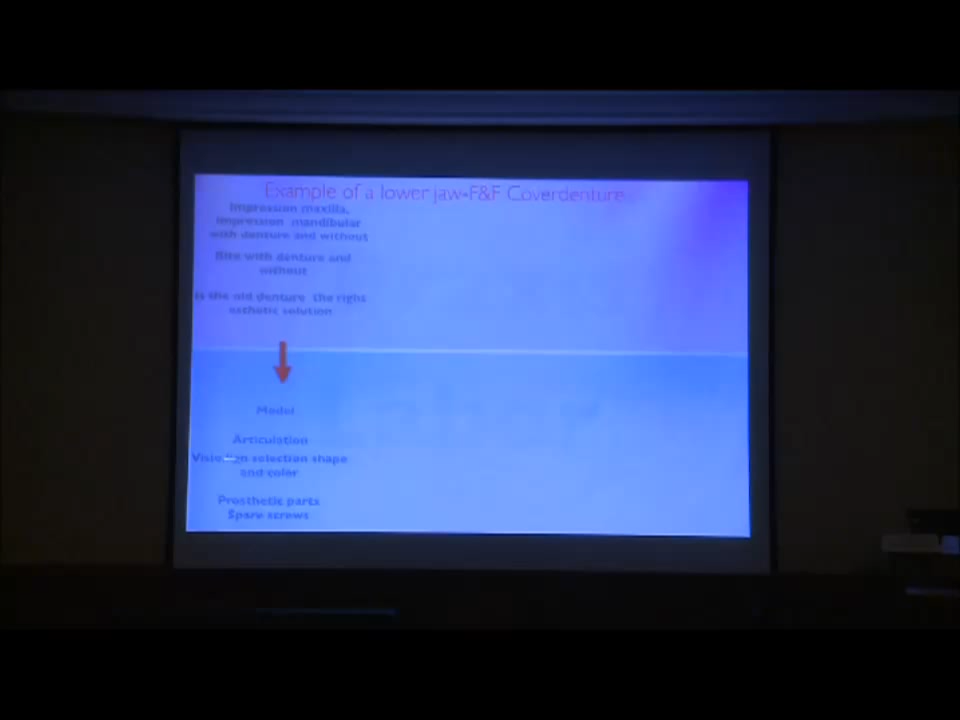 Example of a lower jaw-F&F Coverdenture
Impression maxilla,
impression mandibular
with denture and without
Bite with denture and
without
is the old denture the right
esthetic solution
Model
Articulation
selection shape
and color
Prosthetic parts
Spare screws